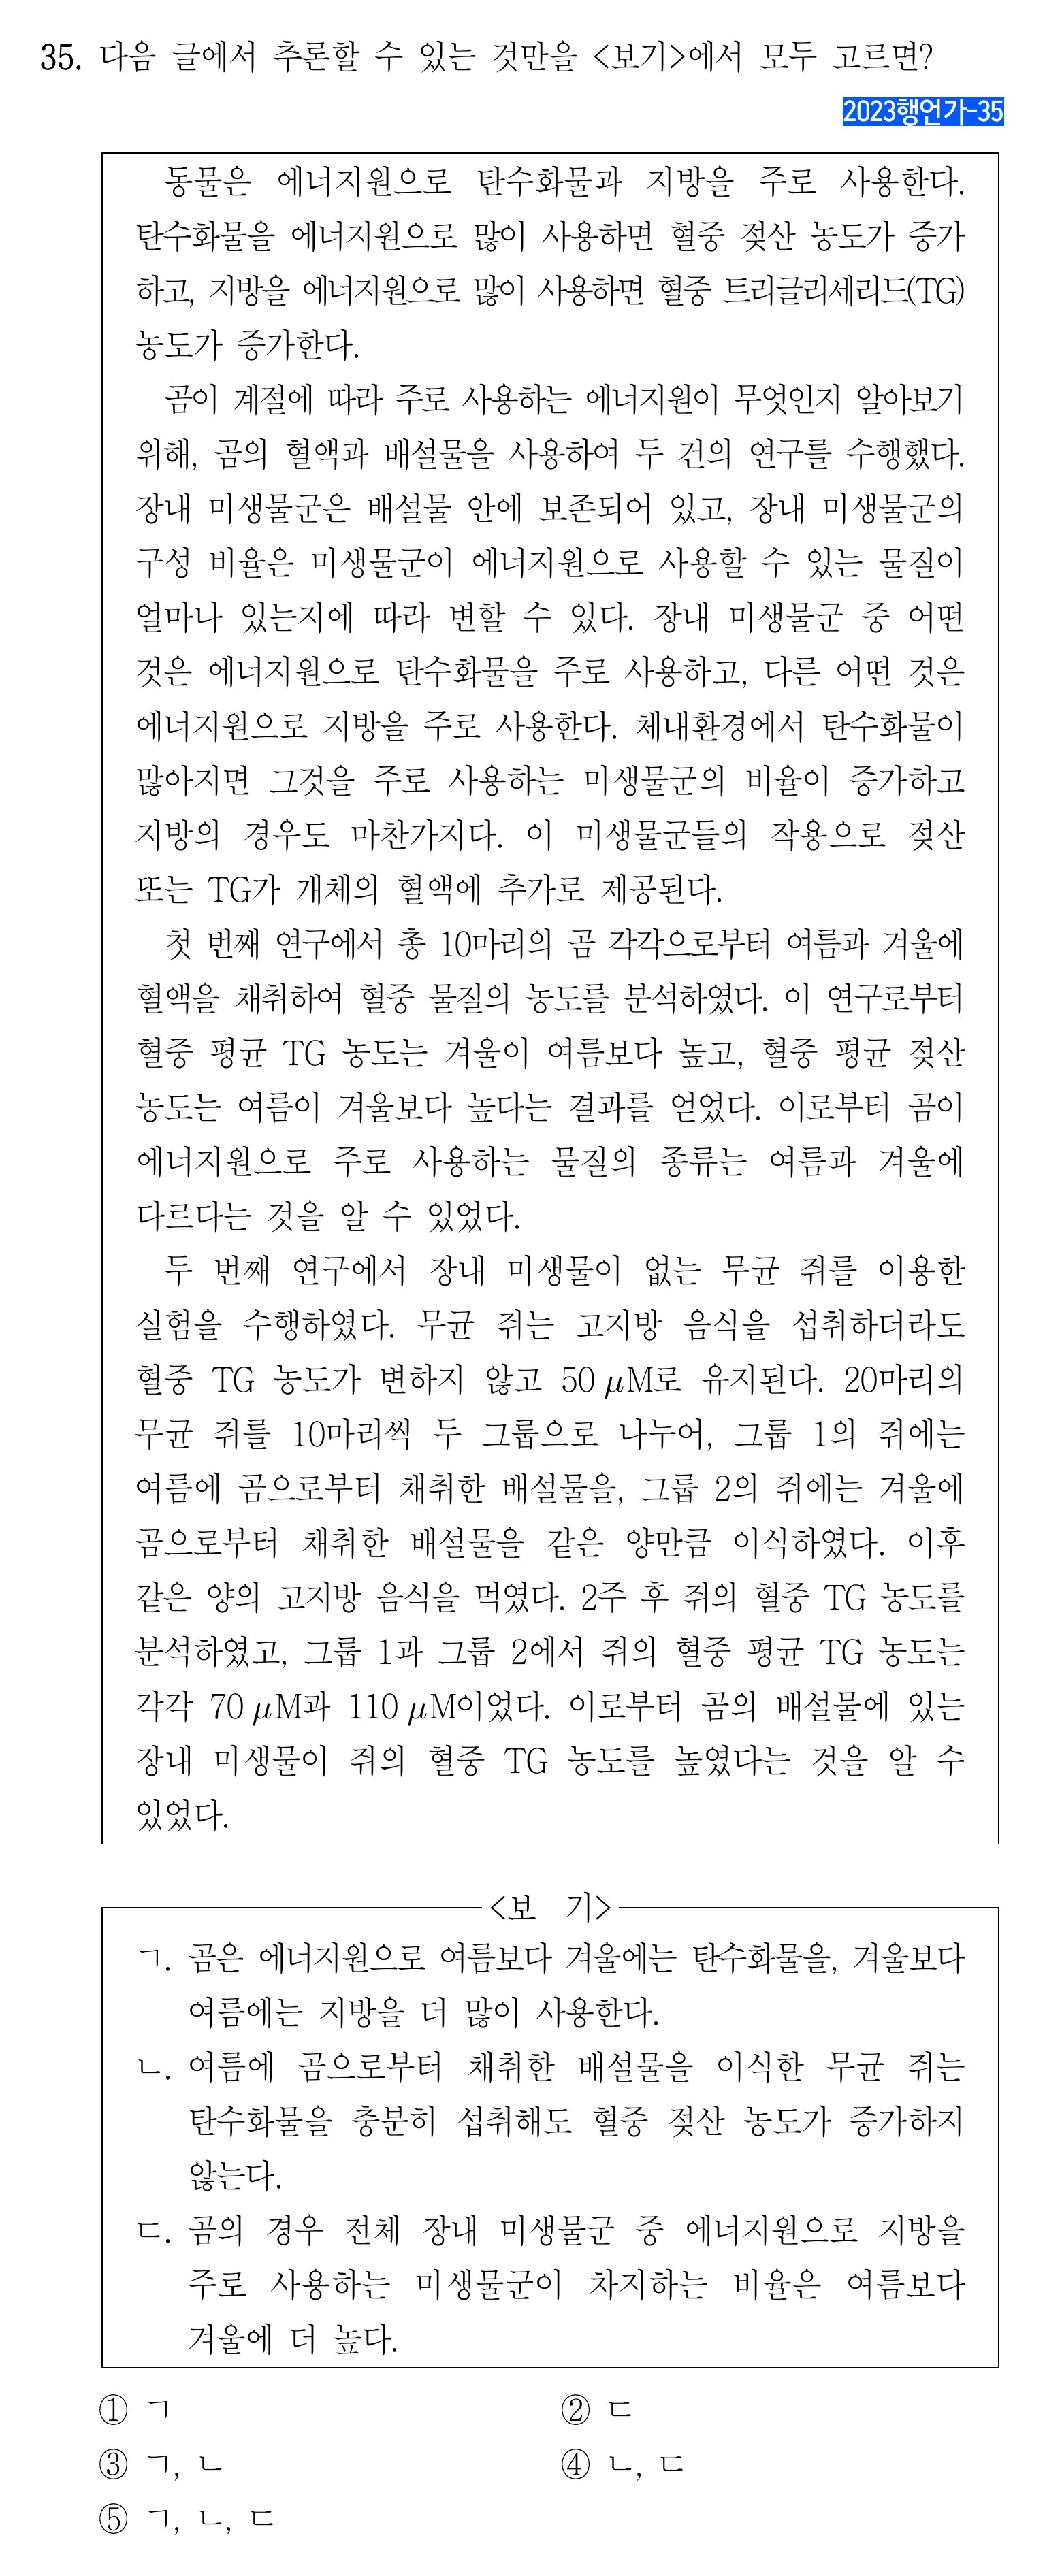 35. 다음 글에서 추론할 수 있는 것만을 <보기>에서 모두 고르면?
2023행언가-35
동물은 에너지원으로 탄수화물과 지방을 주로 사용한다.
탄수화물을 에너지원으로 많이 사용하면 혈중 젖산 농도가 증가
하고, 지방을 에너지원으로 많이 사용하면 혈중 트리글리세리드(TG)
농도가 증가한다.
곰이 계절에 따라 주로 사용하는 에너지원이 무엇인지 알아보기
위해, 곰의 혈액과 배설물을 사용하여 두 건의 연구를 수행했다.
장내 미생물군은 배설물 안에 보존되어 있고, 장내 미생물군의
구성 비율은 미생물군이 에너지원으로 사용할 수 있는 물질이
얼마나 있는지에 따라 변할 수 있다. 장내 미생물군 중 어떤
것은 에너지원으로 탄수화물을 주로 사용하고, 다른 어떤 것은
에너지원으로 지방을 주로 사용한다. 체내환경에서 탄수화물이
많아지면 그것을 주로 사용하는 미생물군의 비율이 증가하고
지방의 경우도 마찬가지다. 이 미생물군들의 작용으로 젖산
또는 TG가 개체의 혈액에 추가로 제공된다.
첫 번째 연구에서 총 10마리의 곰 각각으로부터 여름과 겨울에
혈액을 채취하여 혈중 물질의 농도를 분석하였다. 이 연구로부터
혈중 평균 TG 농도는 겨울이 여름보다 높고, 혈중 평균 젖산
농도는 여름이 겨울보다 높다는 결과를 얻었다. 이로부터 곰이
에너지원으로 주로 사용하는 물질의 종류는 여름과 겨울에
다르다는 것을 알 수 있었다.
두 번째 연구에서 장내 미생물이 없는 무균 쥐를 이용한
실험을 수행하였다. 무균 쥐는 고지방 음식을 섭취하더라도
혈중 TG 농도가 변하지 않고 50 μM로 유지된다. 20마리의
무균 쥐를 10마리씩 두 그룹으로 나누어, 그룹 1의 쥐에는
여름에 곰으로부터 채취한 배설물을, 그룹 2의 쥐에는 겨울에
곰으로부터 채취한 배설물을 같은 양만큼 이식하였다. 이후
같은 양의 고지방 음식을 먹였다. 2주 후 쥐의 혈중 TG 농도를
분석하였고, 그룹 1과 그룹 2에서 쥐의 혈중 평균 TG 농도는
각각 70 μM과 110 μM이었다. 이로부터 곰의 배설물에 있는
장내 미생물이 쥐의 혈중 TG 농도를 높였다는 것을 알 수
있었다.
<보 기>
ㄱ. 곰은 에너지원으로 여름보다 겨울에는 탄수화물을, 겨울보다
여름에는 지방을 더 많이 사용한다.
ㄴ. 여름에 곰으로부터 채취한 배설물을 이식한 무균 쥐는
탄수화물을 충분히 섭취해도 혈중 젖산 농도가 증가하지
않는다.
ㄷ. 곰의 경우 전체 장내 미생물군 중 에너지원으로 지방을
주로 사용하는 미생물군이 차지하는 비율은 여름보다
겨울에 더 높다.
① ㄱ ② ㄷ
③ ㄱ, ㄴ ④ ㄴ, ㄷ
⑤ ㄱ, ㄴ, ㄷ